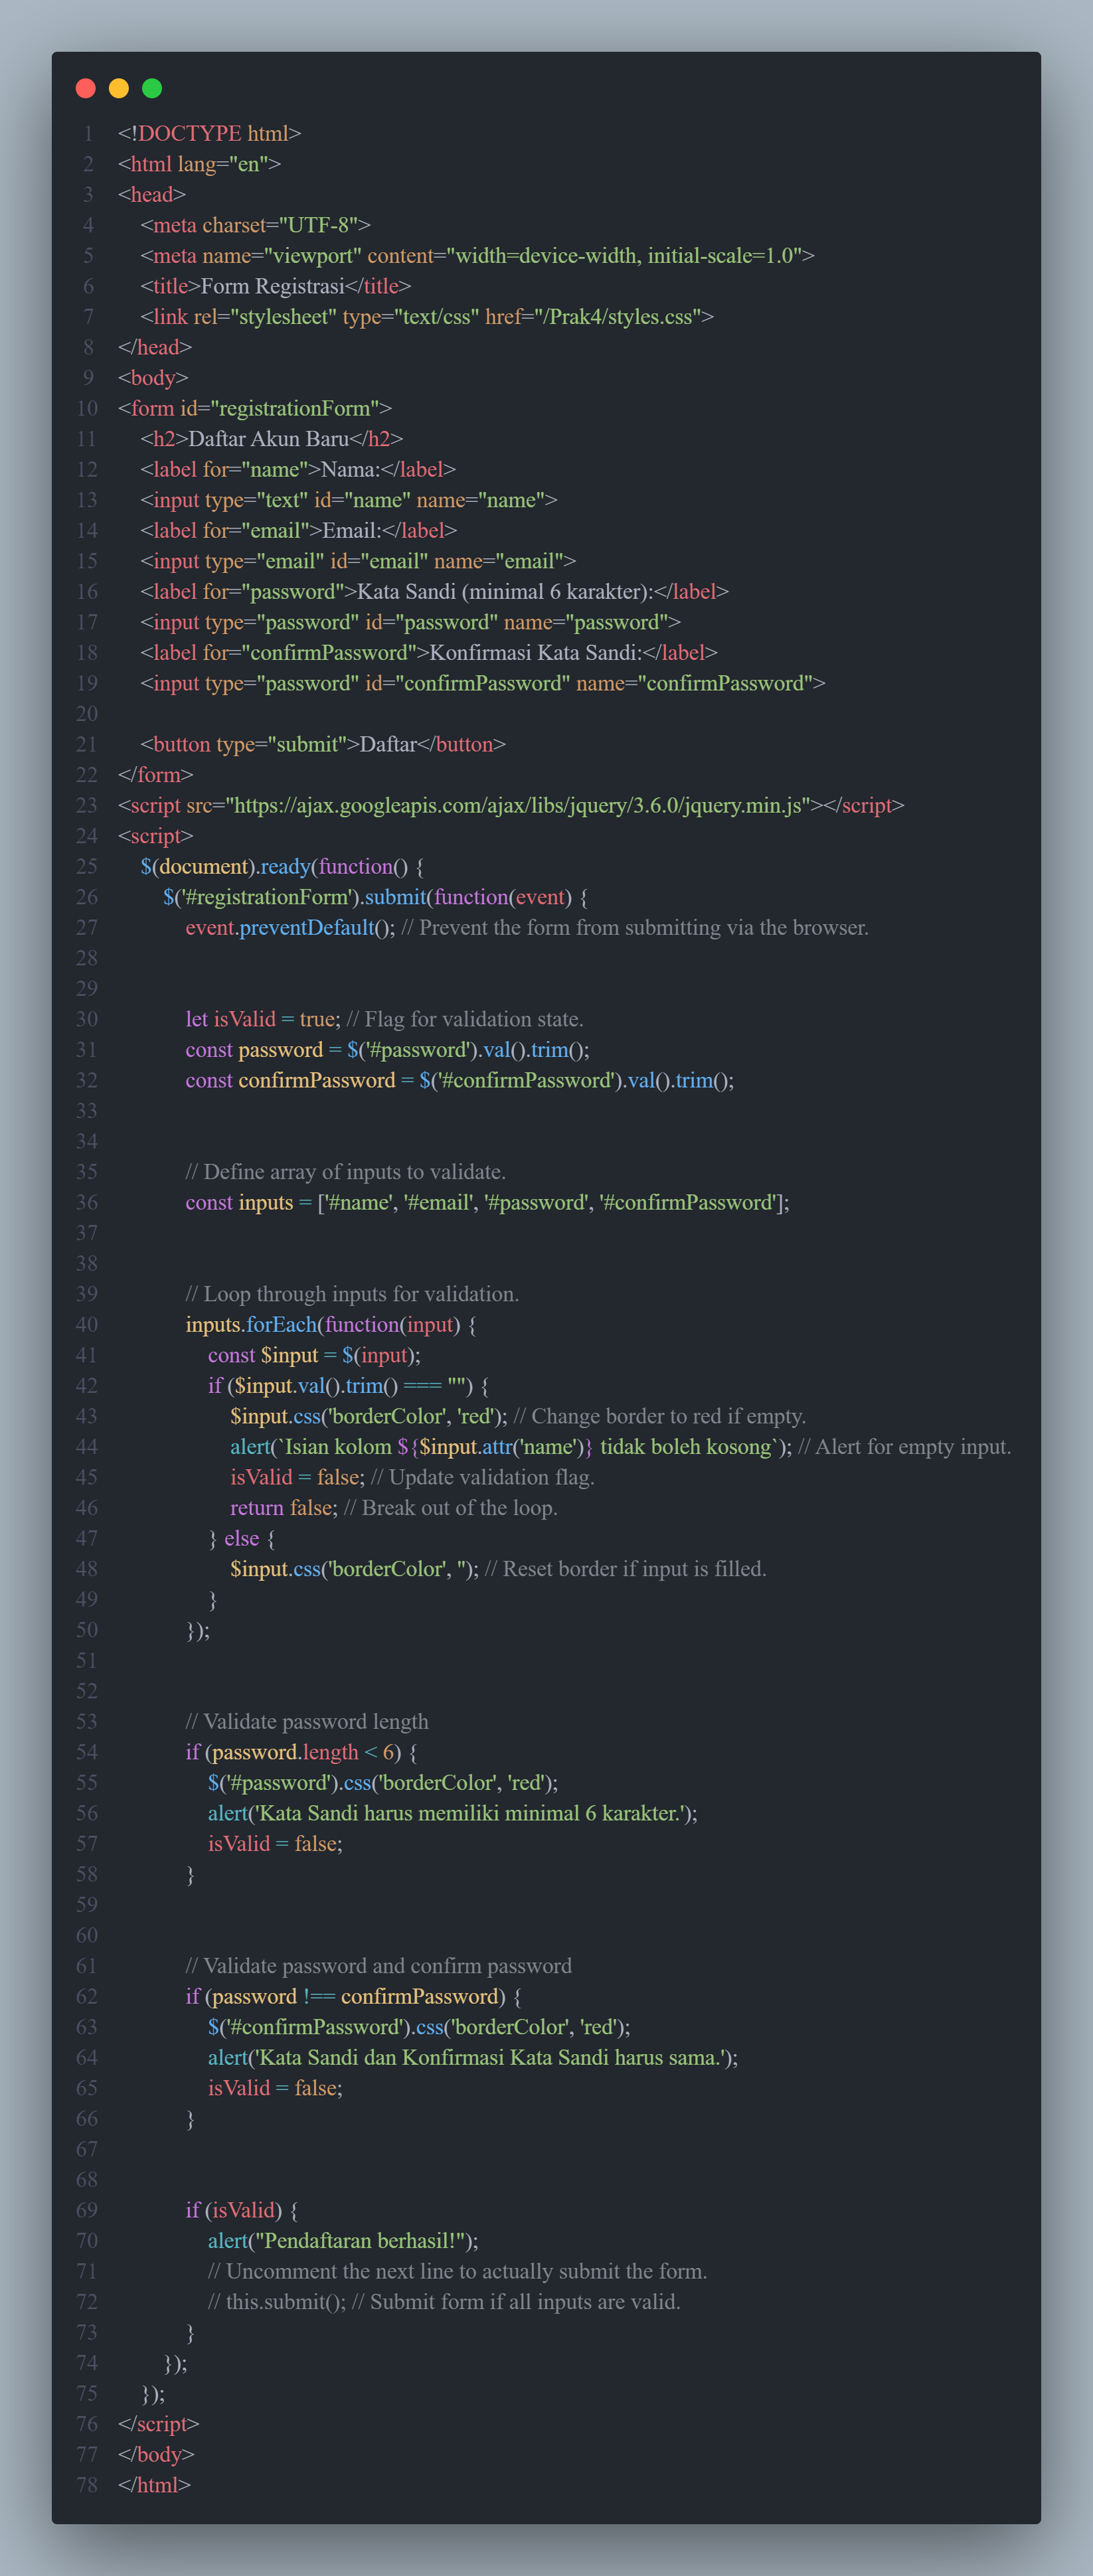 1 <!DOCTYPE html>
2 <html lang="en">
3 <head>
4     <meta charset="UTF-8">
5     <meta name="viewport" content="width=device-width, initial-scale=1.0">
6     <title>Form Registrasi</title>
7     <link rel="stylesheet" type="text/css" href="/Prak4/styles.css">
8 </head>
9 <body>
10 <form id="registrationForm">
11     <h2>Daftar Akun Baru</h2>
12     <label for="name">Nama:</label>
13     <input type="text" id="name" name="name">
14     <label for="email">Email:</label>
15     <input type="email" id="email" name="email">
16     <label for="password">Kata Sandi (minimal 6 karakter):</label>
17     <input type="password" id="password" name="password">
18     <label for="confirmPassword">Konfirmasi Kata Sandi:</label>
19     <input type="password" id="confirmPassword" name="confirmPassword">
20
21     <button type="submit">Daftar</button>
22 </form>
23 <script src="https://ajax.googleapis.com/ajax/libs/jquery/3.6.0/jquery.min.js"></script>
24 <script>
25     $(document).ready(function() {
26         $('#registrationForm').submit(function(event) {
27             event.preventDefault(); // Prevent the form from submitting via the browser.
28
29
30             let isValid = true; // Flag for validation state.
31             const password = $('#password').val().trim();
32             const confirmPassword = $('#confirmPassword').val().trim();
33
34
35             // Define array of inputs to validate.
36             const inputs = ['#name', '#email', '#password', '#confirmPassword'];
37
38
39             // Loop through inputs for validation.
40             inputs.forEach(function(input) {
41                 const $input = $(input);
42                 if ($input.val().trim() === "") {
43                     $input.css('borderColor', 'red'); // Change border to red if empty.
44                     alert(`Isian kolom ${$input.attr('name')} tidak boleh kosong`); // Alert for empty input.
45                     isValid = false; // Update validation flag.
46                     return false; // Break out of the loop.
47                 } else {
48                     $input.css('borderColor', ''); // Reset border if input is filled.
49                 }
50             });
51
52
53             // Validate password length
54             if (password.length < 6) {
55                 $('#password').css('borderColor', 'red');
56                 alert('Kata Sandi harus memiliki minimal 6 karakter.');
57                 isValid = false;
58             }
59
60
61             // Validate password and confirm password
62             if (password !== confirmPassword) {
63                 $('#confirmPassword').css('borderColor', 'red');
64                 alert('Kata Sandi dan Konfirmasi Kata Sandi harus sama.');
65                 isValid = false;
66             }
67
68
69             if (isValid) {
70                 alert("Pendaftaran berhasil!");
71                 // Uncomment the next line to actually submit the form.
72                 // this.submit(); // Submit form if all inputs are valid.
73             }
74         });
75     });
76 </script>
77 </body>
78 </html>